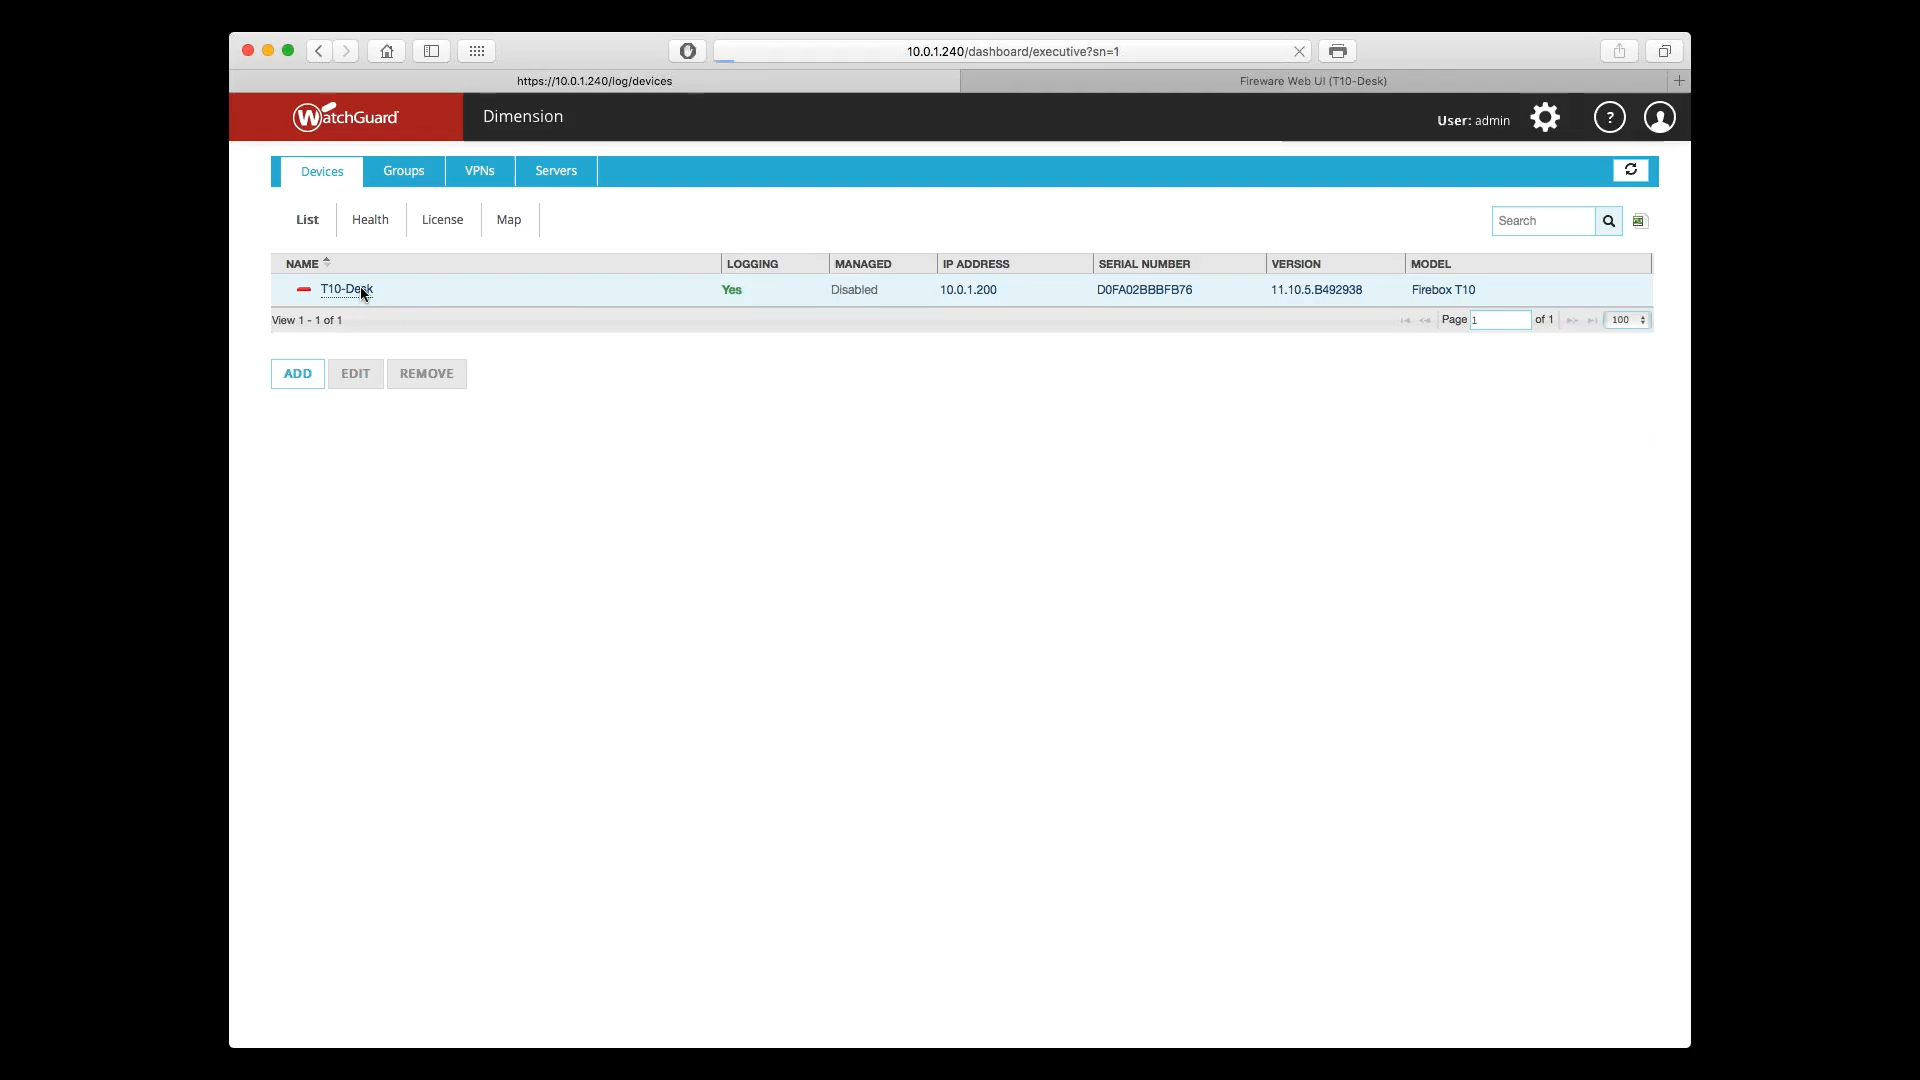 10.0.1.240/dashboard/executive?sn=1
https://10.0.1.240/log/devices
Fireware Web UI (T10-Desk)
WatchGuard
Dimension
User: admin
?
Devices
Groups
VPNs
Servers
List
Health
License
Map
Search
NAME
LOGGING
MANAGED
IP ADDRESS
SERIAL NUMBER
VERSION
MODEL
T10-Desk
Yes
Disabled
10.0.1.200
D0FA02BBBFB76
11.10.5.B492938
Firebox T10
View 1 - 1 of 1
Page 1 of 1
100
ADD
EDIT
REMOVE